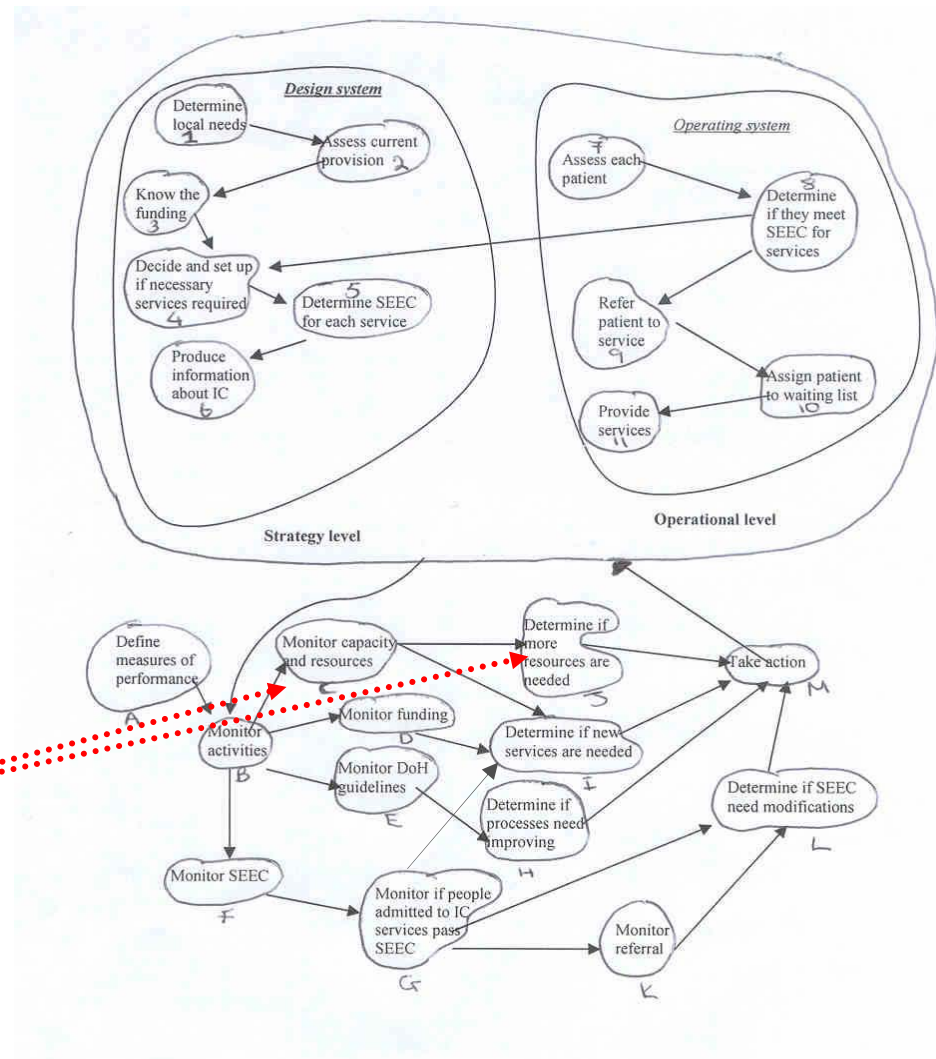 Design system
Determine
local needs
1
Assess current
provision
2
Know the
funding
3
Decide and set up
if necessary
services required
4
5
Determine SEEC
for each service
Produce
information
about IC
6
Strategy level
Operating system
7
Assess each
patient
8
Determine
if they meet
SEEC for
services
Refer
patient to
service
9
Assign patient
to waiting list
10
Provide
services
11
Operational level
Define
measures of
performance
A
Monitor
activities
B
Monitor capacity
and resources
C
Monitor funding
D
Monitor DoH
guidelines
E
Monitor SEEC
F
Monitor if people
admitted to IC
services pass
SEEC
G
Determine if
processes need
improving
H
Determine if new
services are needed
I
Determine if
more
resources are
needed
J
Monitor
referral
K
Determine if SEEC
need modifications
L
Take action
M